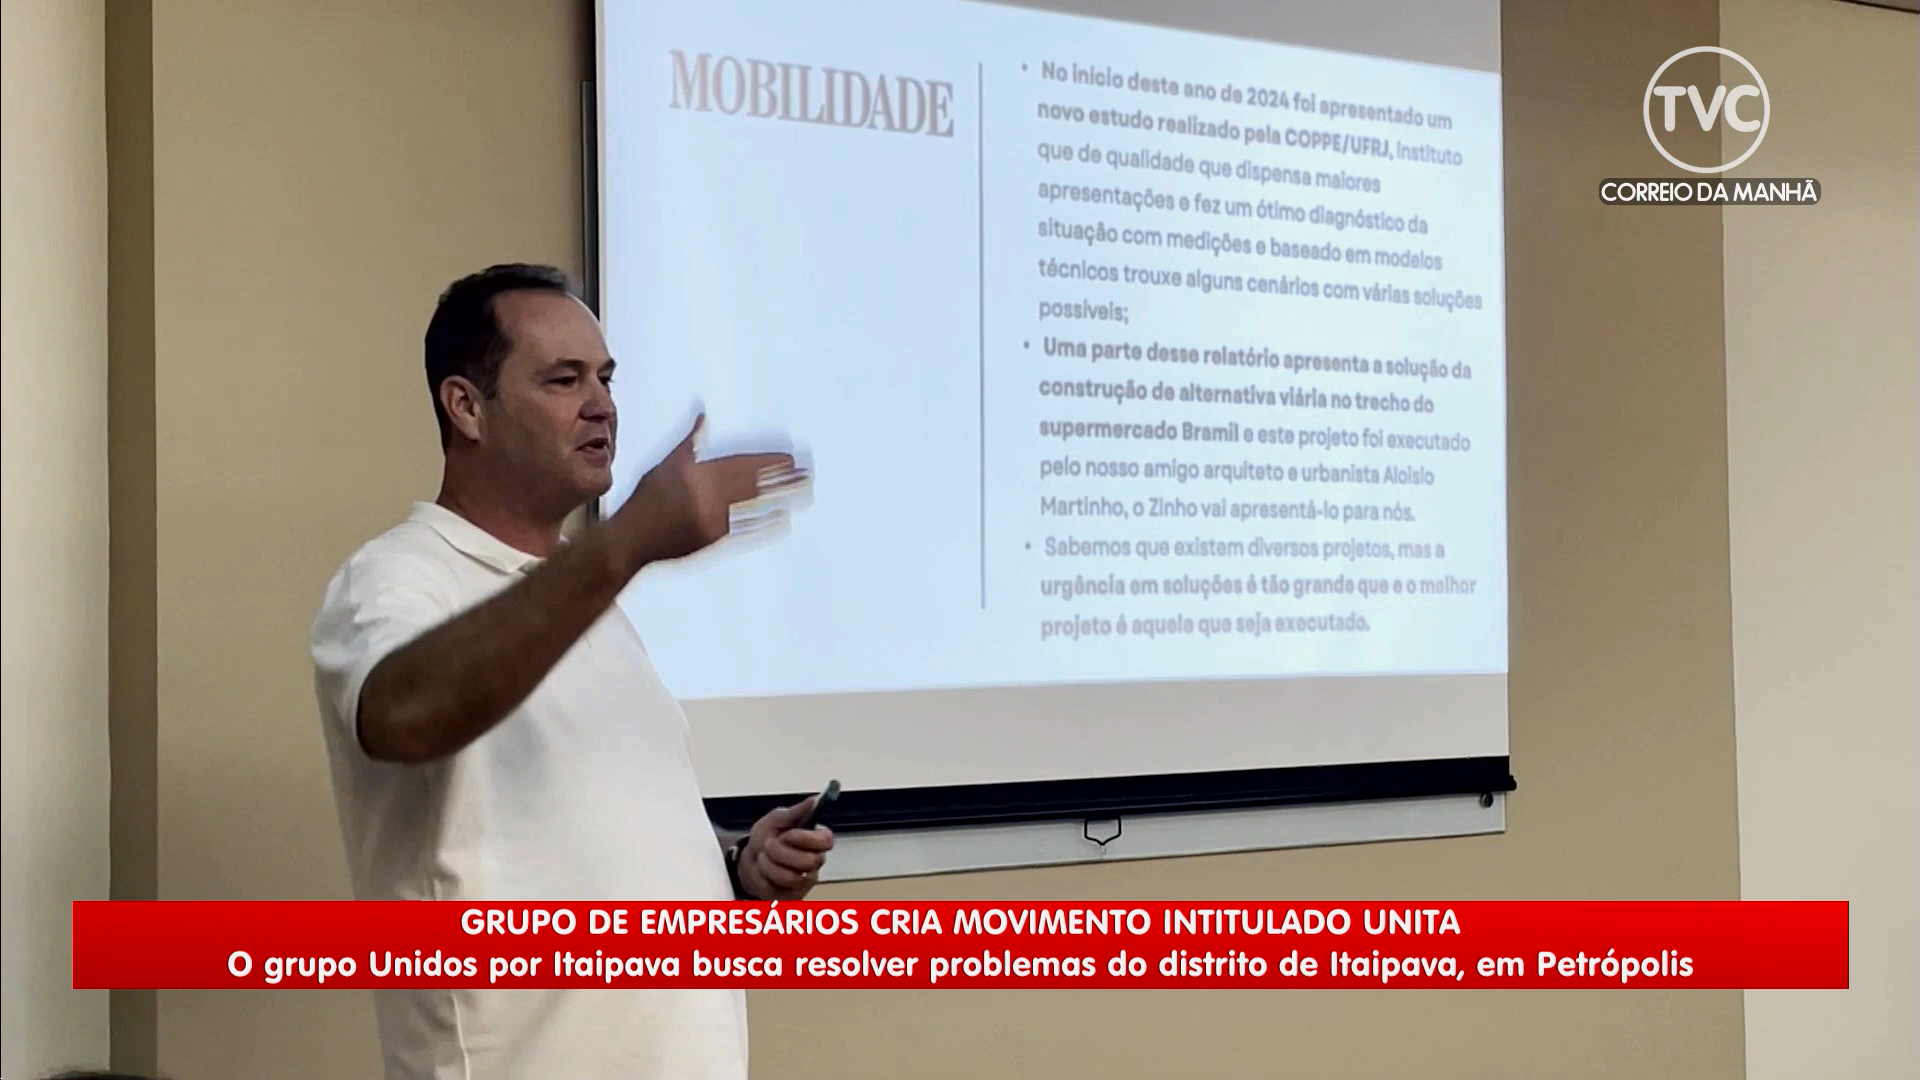 MOBILIDADE
• No início deste ano de 2024 foi apresentado um
novo estudo realizado pela COPPE/UFRJ, instituto
que de qualidade que dispensa maiores
apresentações e fez um ótimo diagnóstico da
situação com medições e baseado em modelos
técnicos trouxe alguns cenários com várias soluções
possíveis;
• Uma parte desse relatório apresenta a solução da
construção de alternativa viária no trecho do
supermercado Bramil e este projeto foi executado
pelo nosso amigo arquiteto e urbanista Aloisio
Martinho, o Zinho vai apresentá-lo para nós.
• Sabemos que existem diversos projetos, mas a
urgência em soluções é tão grande que e o melhor
projeto é aquele que seja executado.
TVC
CORREIO DA MANHÃ
GRUPO DE EMPRESÁRIOS CRIA MOVIMENTO INTITULADO UNITA
O grupo Unidos por Itaipava busca resolver problemas do distrito de Itaipava, em Petrópolis